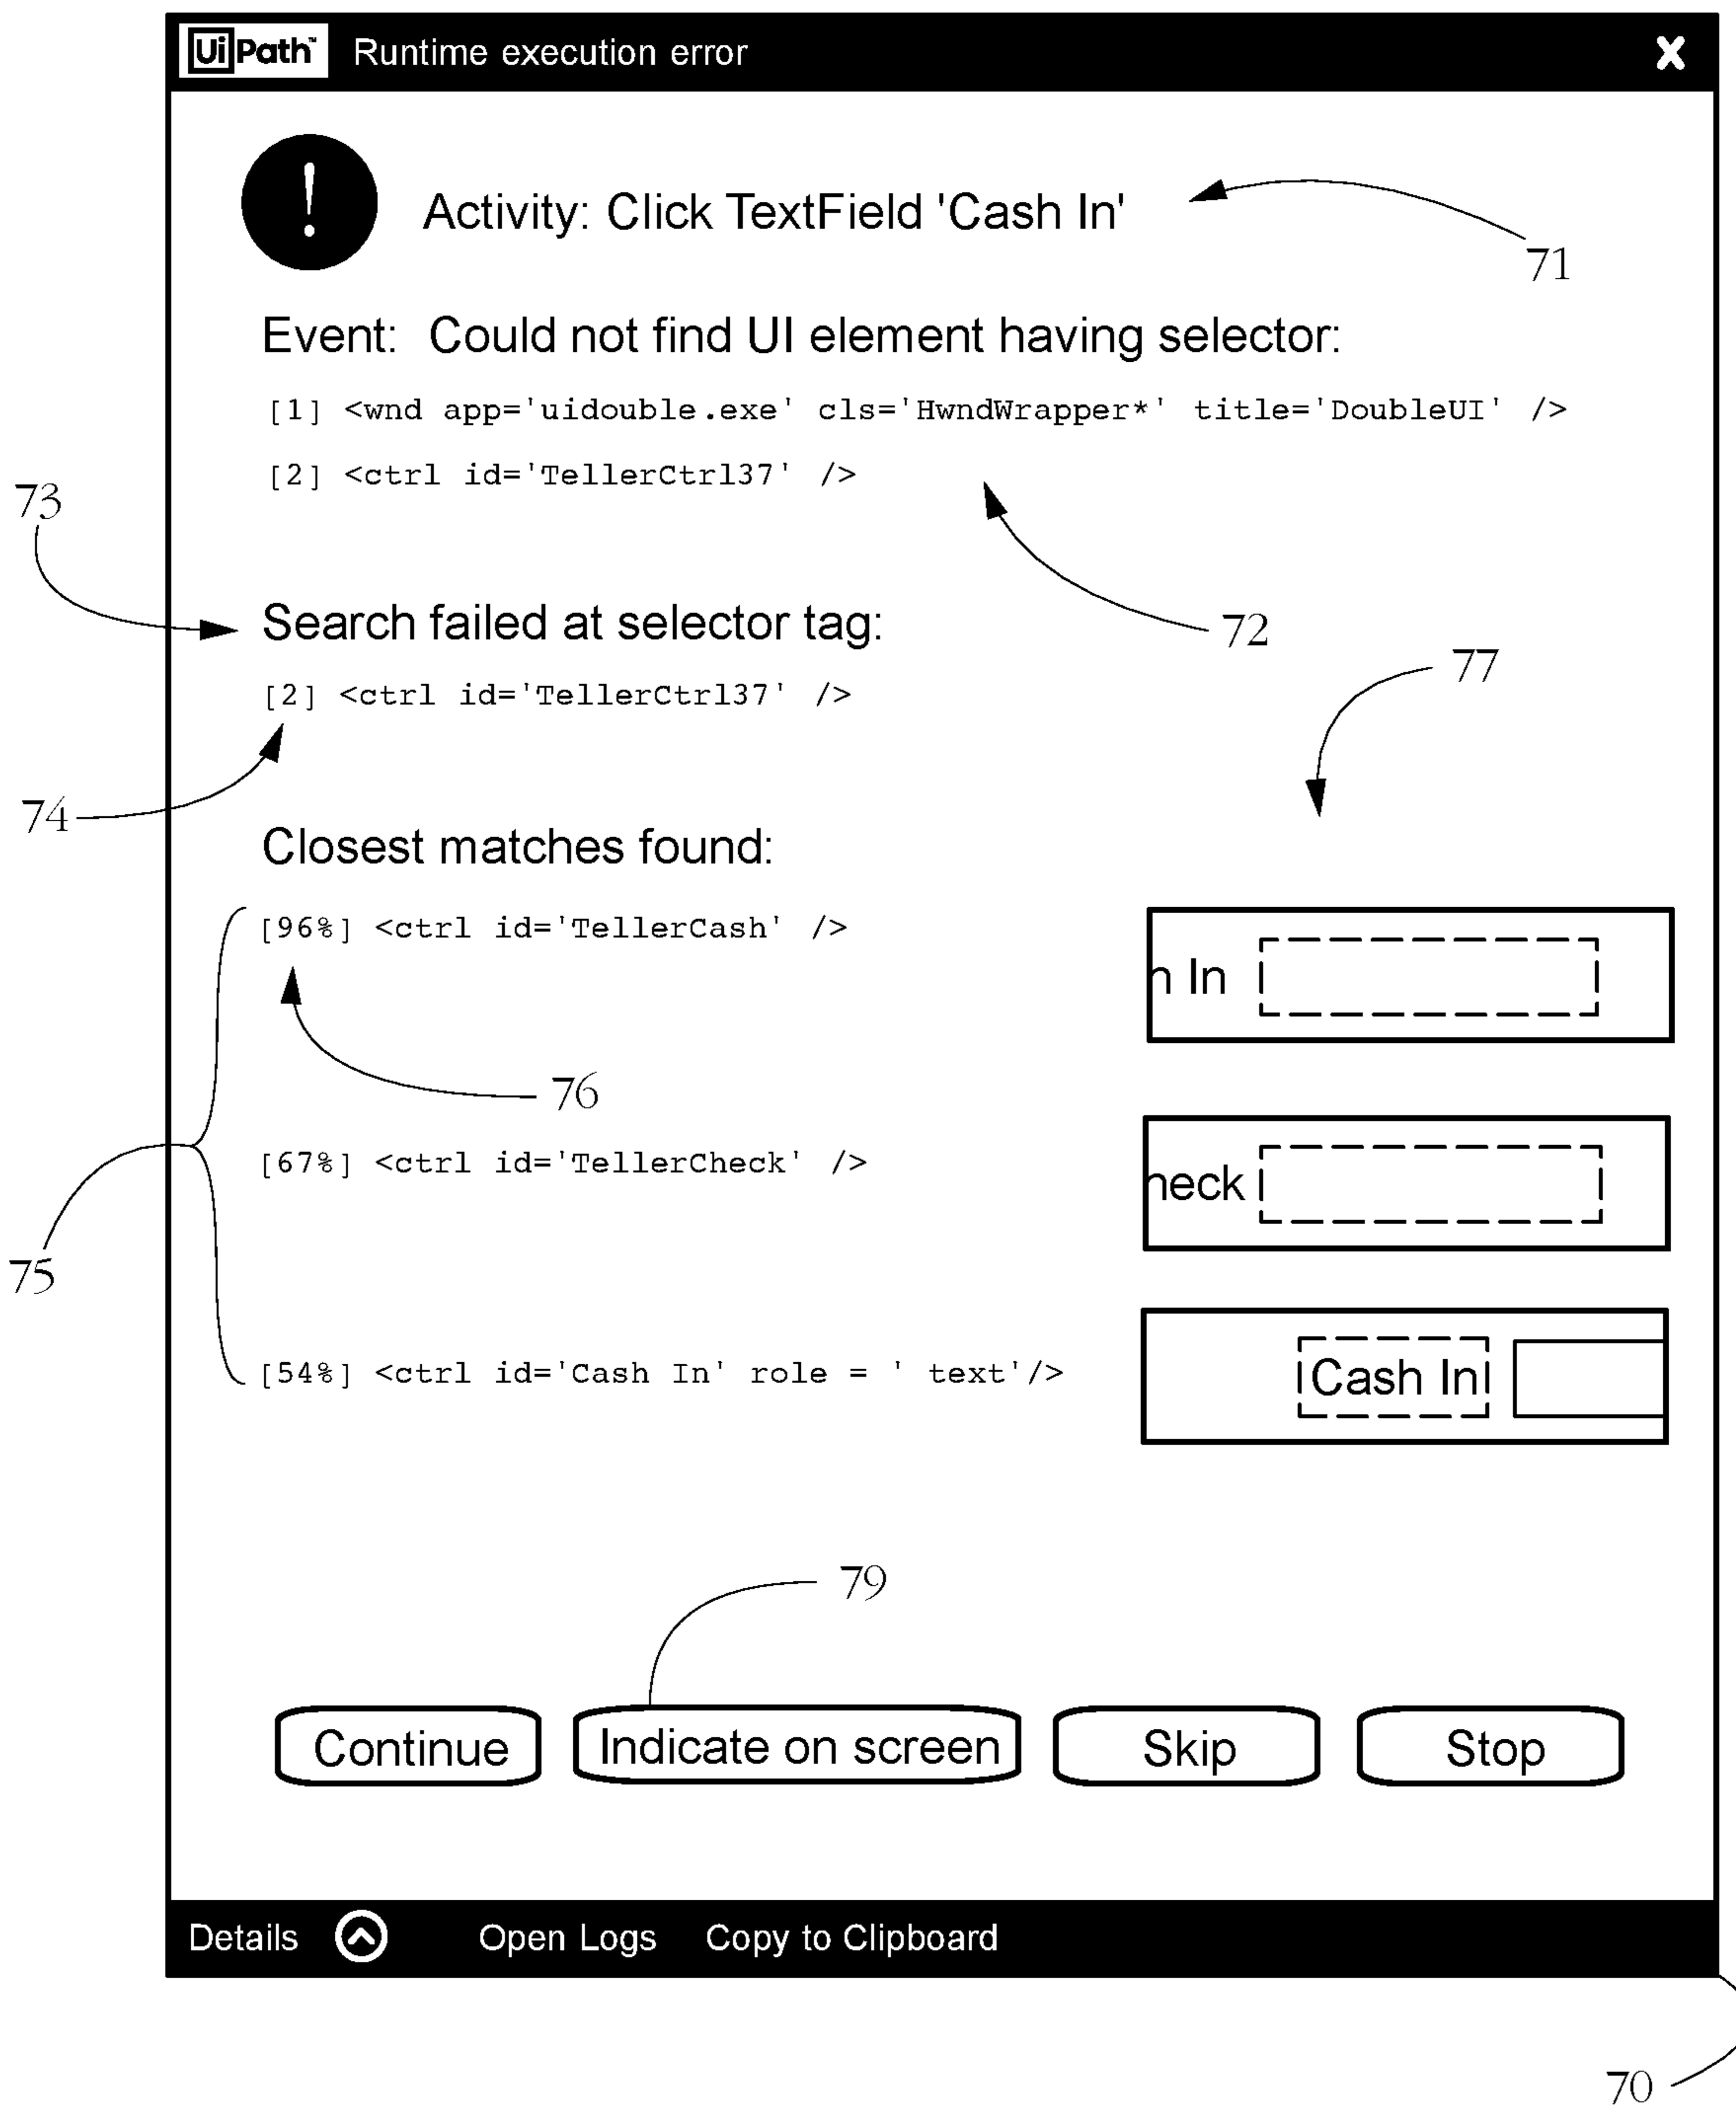 UiPath™ Runtime execution error X
! Activity: Click TextField 'Cash In'
71
Event: Could not find UI element having selector:
[1] <wnd app='uidouble.exe' cls='HwndWrapper*' title='DoubleUI' />
[2] <ctrl id='TellerCtrl37' />
73
72
Search failed at selector tag:
77
[2] <ctrl id='TellerCtrl37' />
74
Closest matches found:
[96%] <ctrl id='TellerCash' />
n In
76
[67%] <ctrl id='TellerCheck' />
heck
75
[54%] <ctrl id='Cash In' role = ' text'/>
Cash In
79
Continue Indicate on screen Skip Stop
Details Open Logs Copy to Clipboard
70